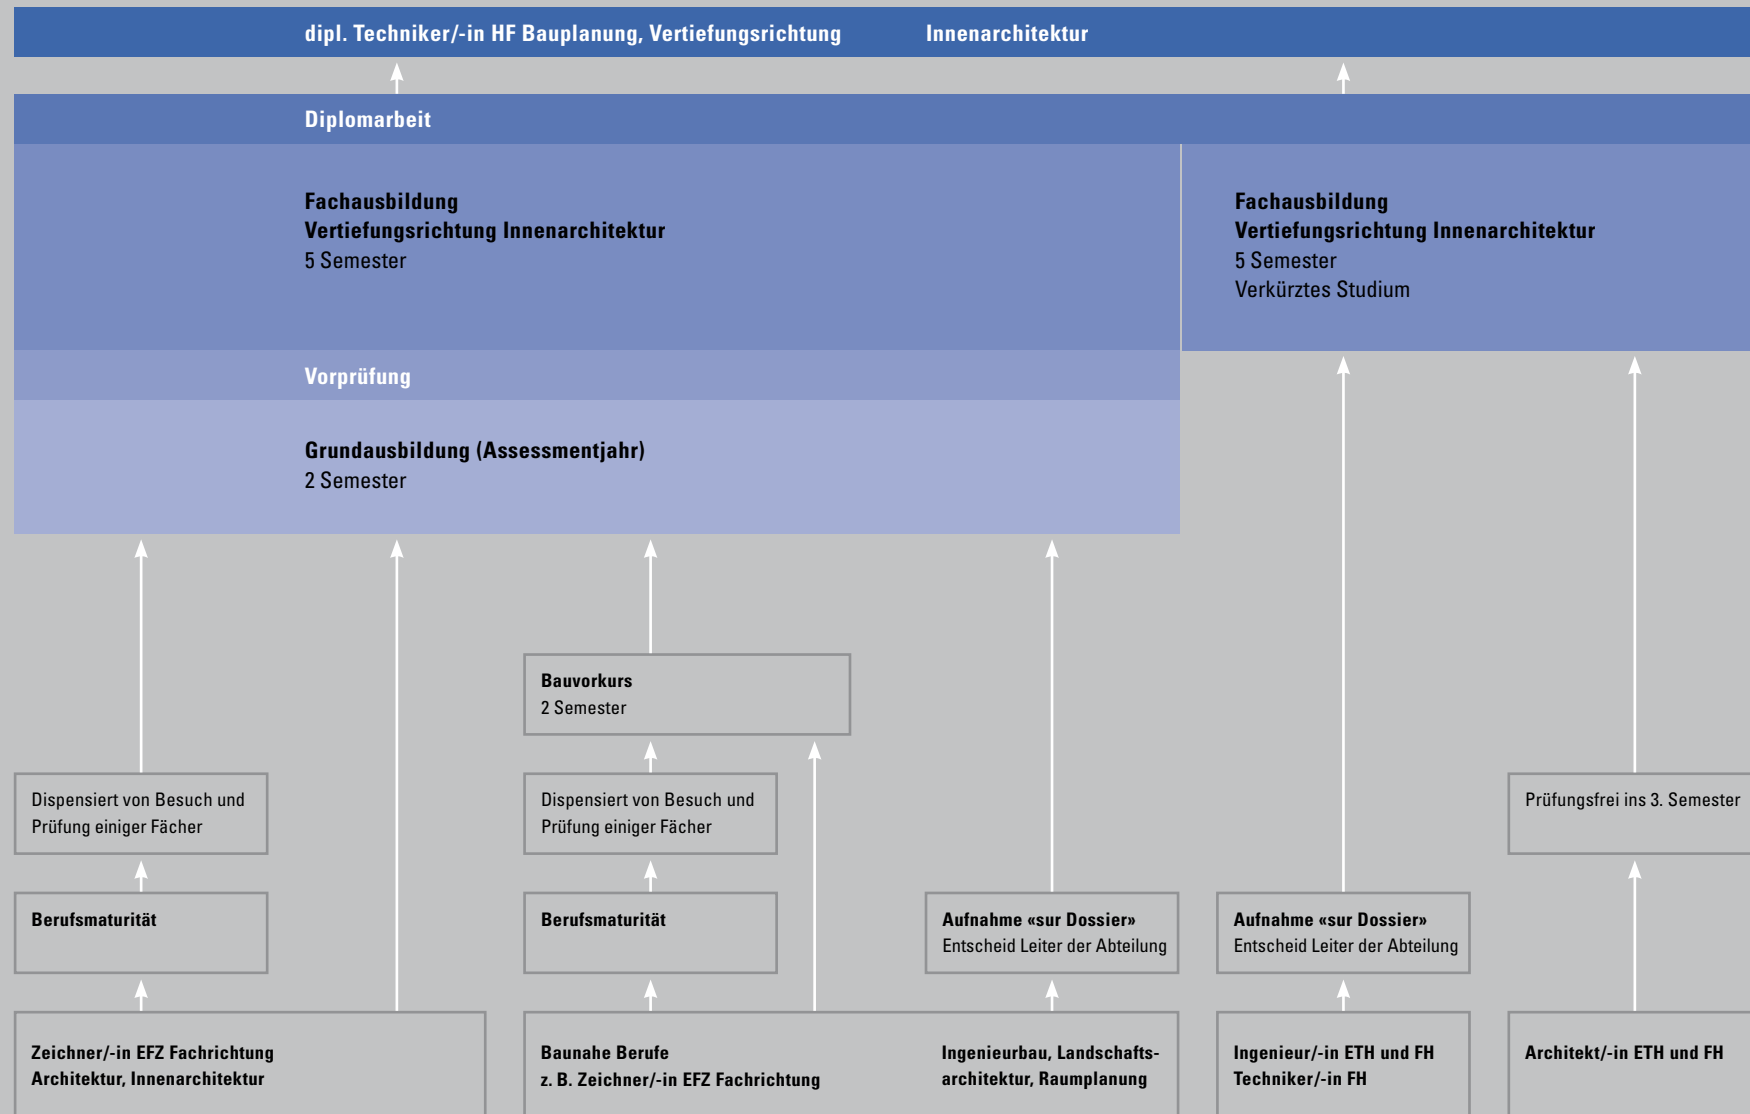 dipl. Techniker/-in HF Bauplanung, Vertiefungsrichtung Innenarchitektur
Diplomarbeit
Fachausbildung
Vertiefungsrichtung Innenarchitektur
5 Semester
Fachausbildung
Vertiefungsrichtung Innenarchitektur
5 Semester
Verkürztes Studium
Vorprüfung
Grundausbildung (Assessmentjahr)
2 Semester
Bauvorkurs
2 Semester
Dispensiert von Besuch und
Prüfung einiger Fächer
Dispensiert von Besuch und
Prüfung einiger Fächer
Prüfungsfrei ins 3. Semester
Berufsmaturität
Berufsmaturität
Aufnahme «sur Dossier»
Entscheid Leiter der Abteilung
Aufnahme «sur Dossier»
Entscheid Leiter der Abteilung
Zeichner/-in EFZ Fachrichtung
Architektur, Innenarchitektur
Baunahe Berufe
z. B. Zeichner/-in EFZ Fachrichtung
Ingenieurbau, Landschafts-
architektur, Raumplanung
Ingenieur/-in ETH und FH
Techniker/-in FH
Architekt/-in ETH und FH